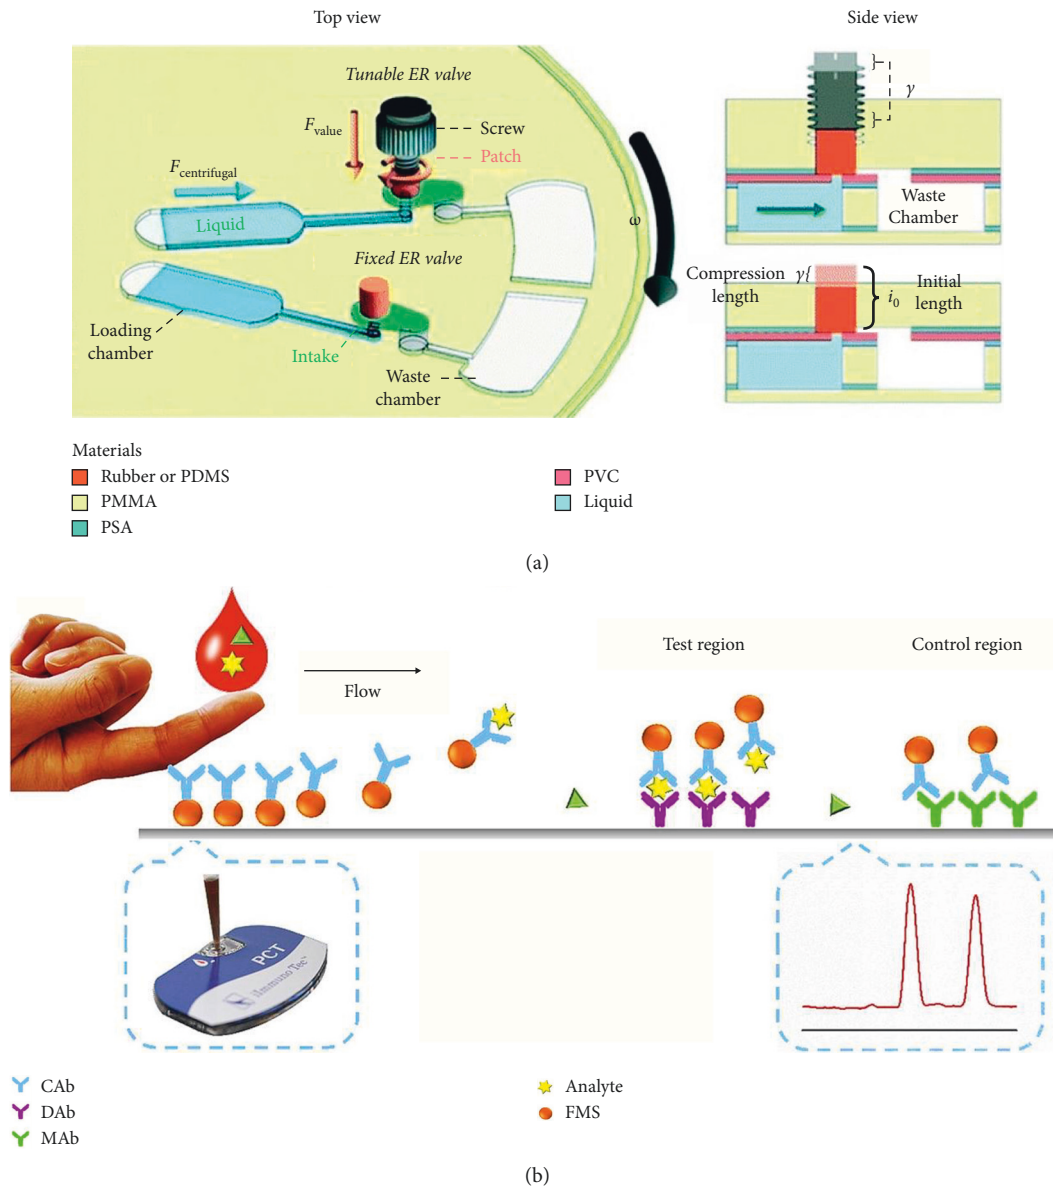 Top view
Side view
Tunable ER valve
F_value
Screw
Patch
F_centrifugal
Liquid
Fixed ER valve
Loading
chamber
Intake
Waste
chamber
ω
γ
Waste
Chamber
Compression
length
γ{
i_0
Initial
length
Materials
Rubber or PDMS
PMMA
PSA
PVC
Liquid
(a)
Flow
Test region
Control region
PCT
CAb
DAb
MAb
Analyte
FMS
(b)